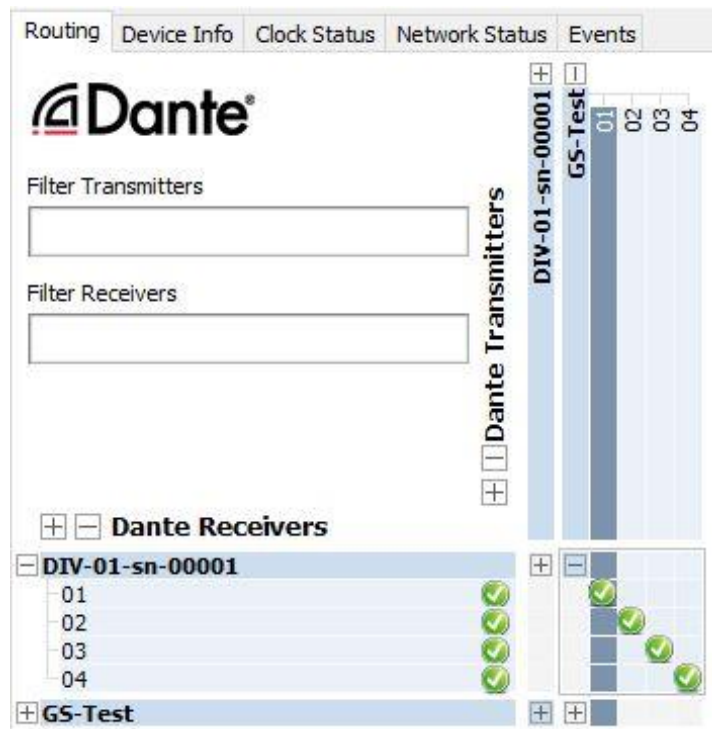 Routing Device Info Clock Status Network Status Events
Dante®
Filter Transmitters
Filter Receivers
Dante Transmitters
DIV-01-sn-00001
GS-Test
01
02
03
04
Dante Receivers
DIV-01-sn-00001
01
02
03
04
GS-Test